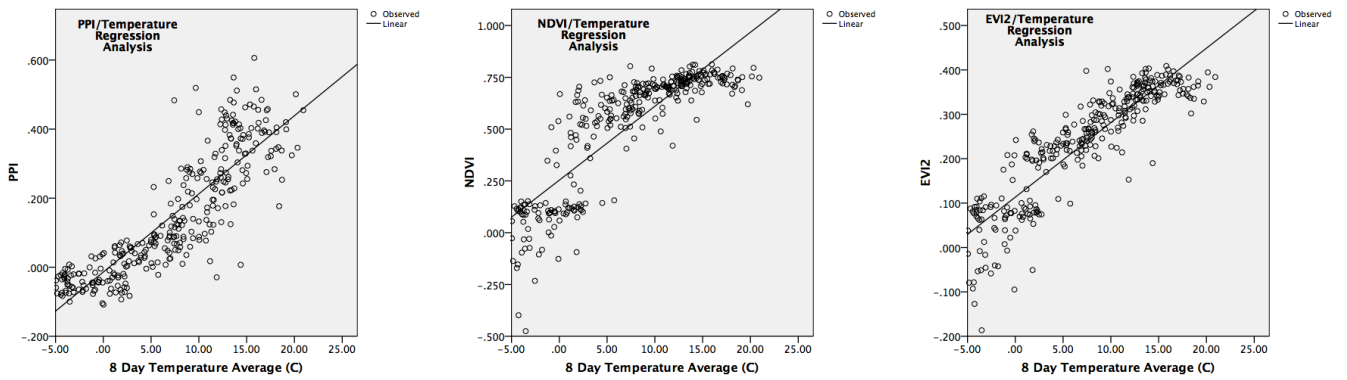 PPI/Temperature
Regression
Analysis
Observed
Linear
.600
.400
.200
.000
-.200
PPI
-5.00 .00 5.00 10.00 15.00 20.00 25.00
8 Day Temperature Average (C)
NDVI/Temperature
Regression
Analysis
Observed
Linear
1.000
.750
.500
.250
.000
-.250
-.500
NDVI
-5.00 .00 5.00 10.00 15.00 20.00 25.00
8 Day Temperature Average (C)
EVI2/Temperature
Regression
Analysis
Observed
Linear
.500
.400
.300
.200
.100
.000
-.100
-.200
EVI2
-5.00 .00 5.00 10.00 15.00 20.00 25.00
8 Day Temperature Average (C)